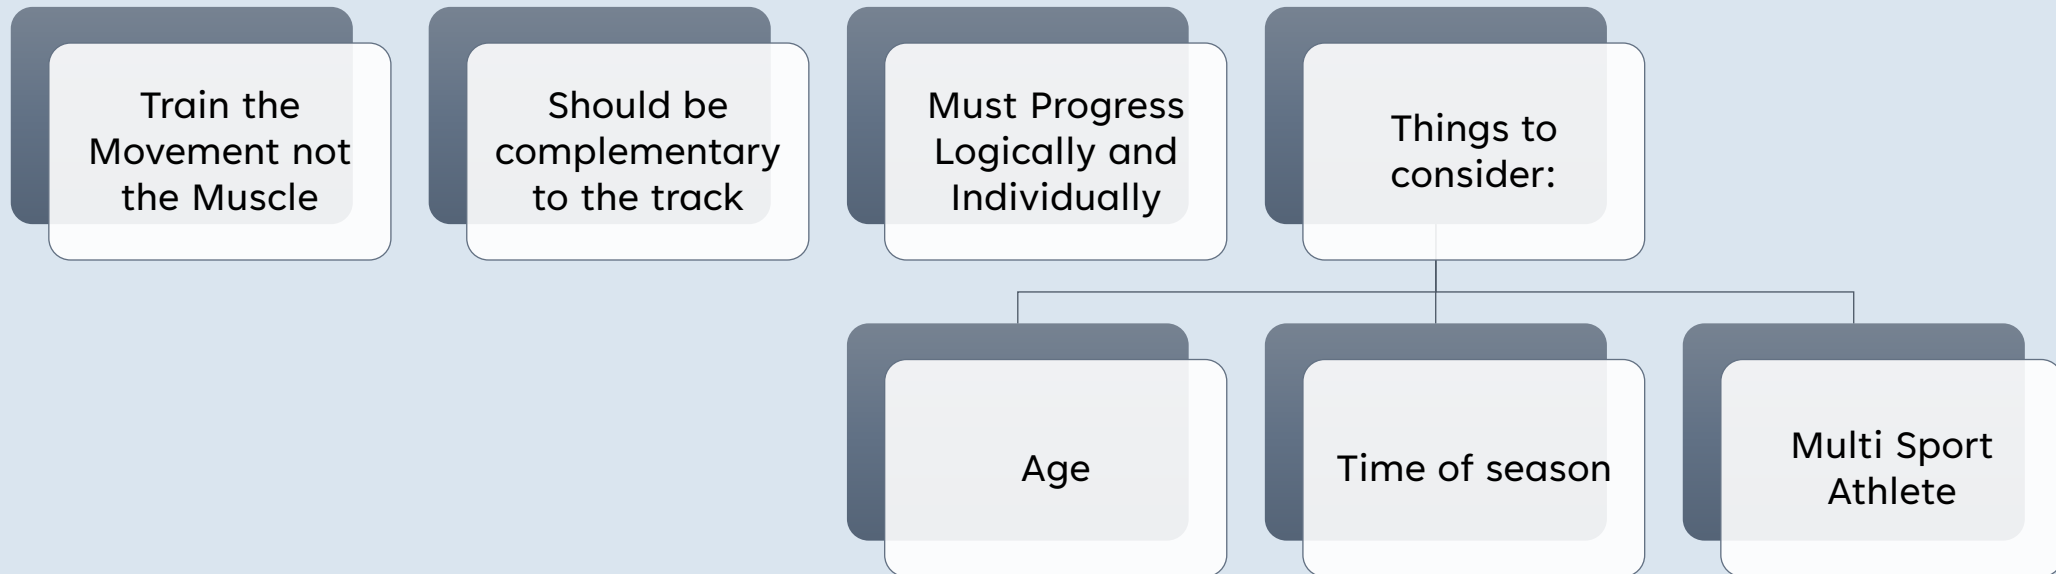 Train the
Movement not
the Muscle
Should be
complementary
to the track
Must Progress
Logically and
Individually
Things to
consider:
Age
Time of season
Multi Sport
Athlete